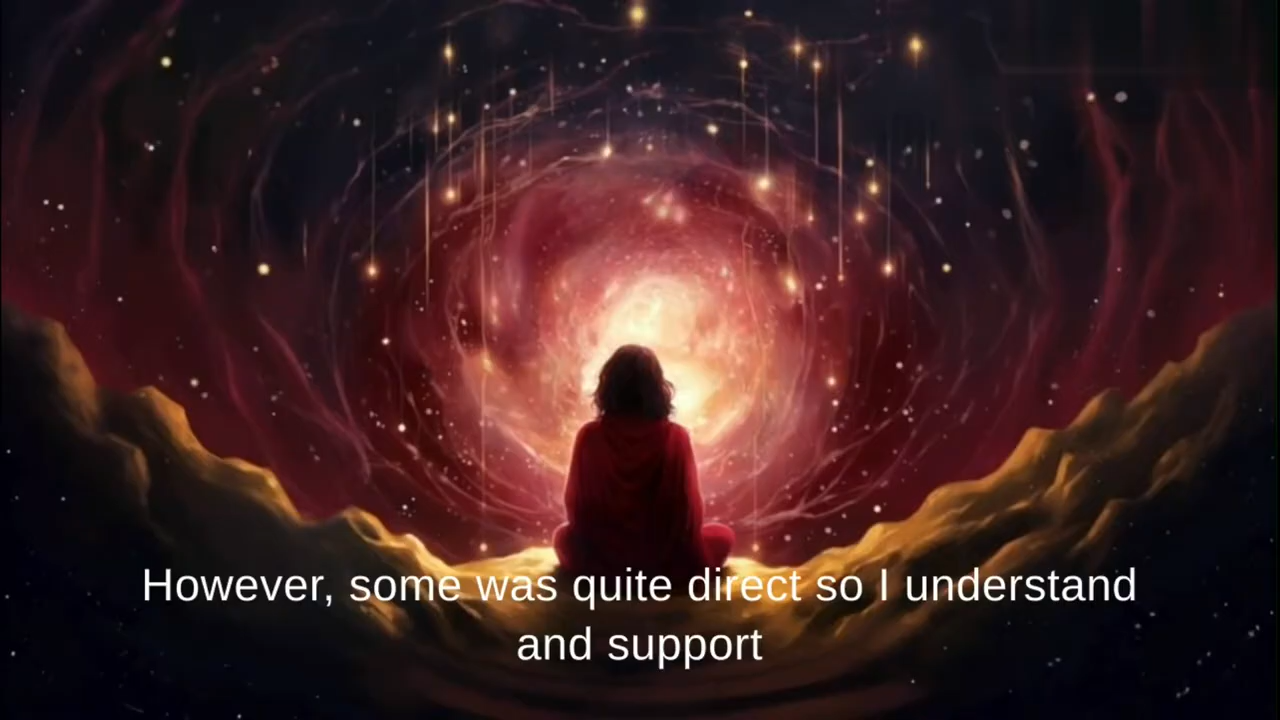 However, some was quite direct so I understand
and support